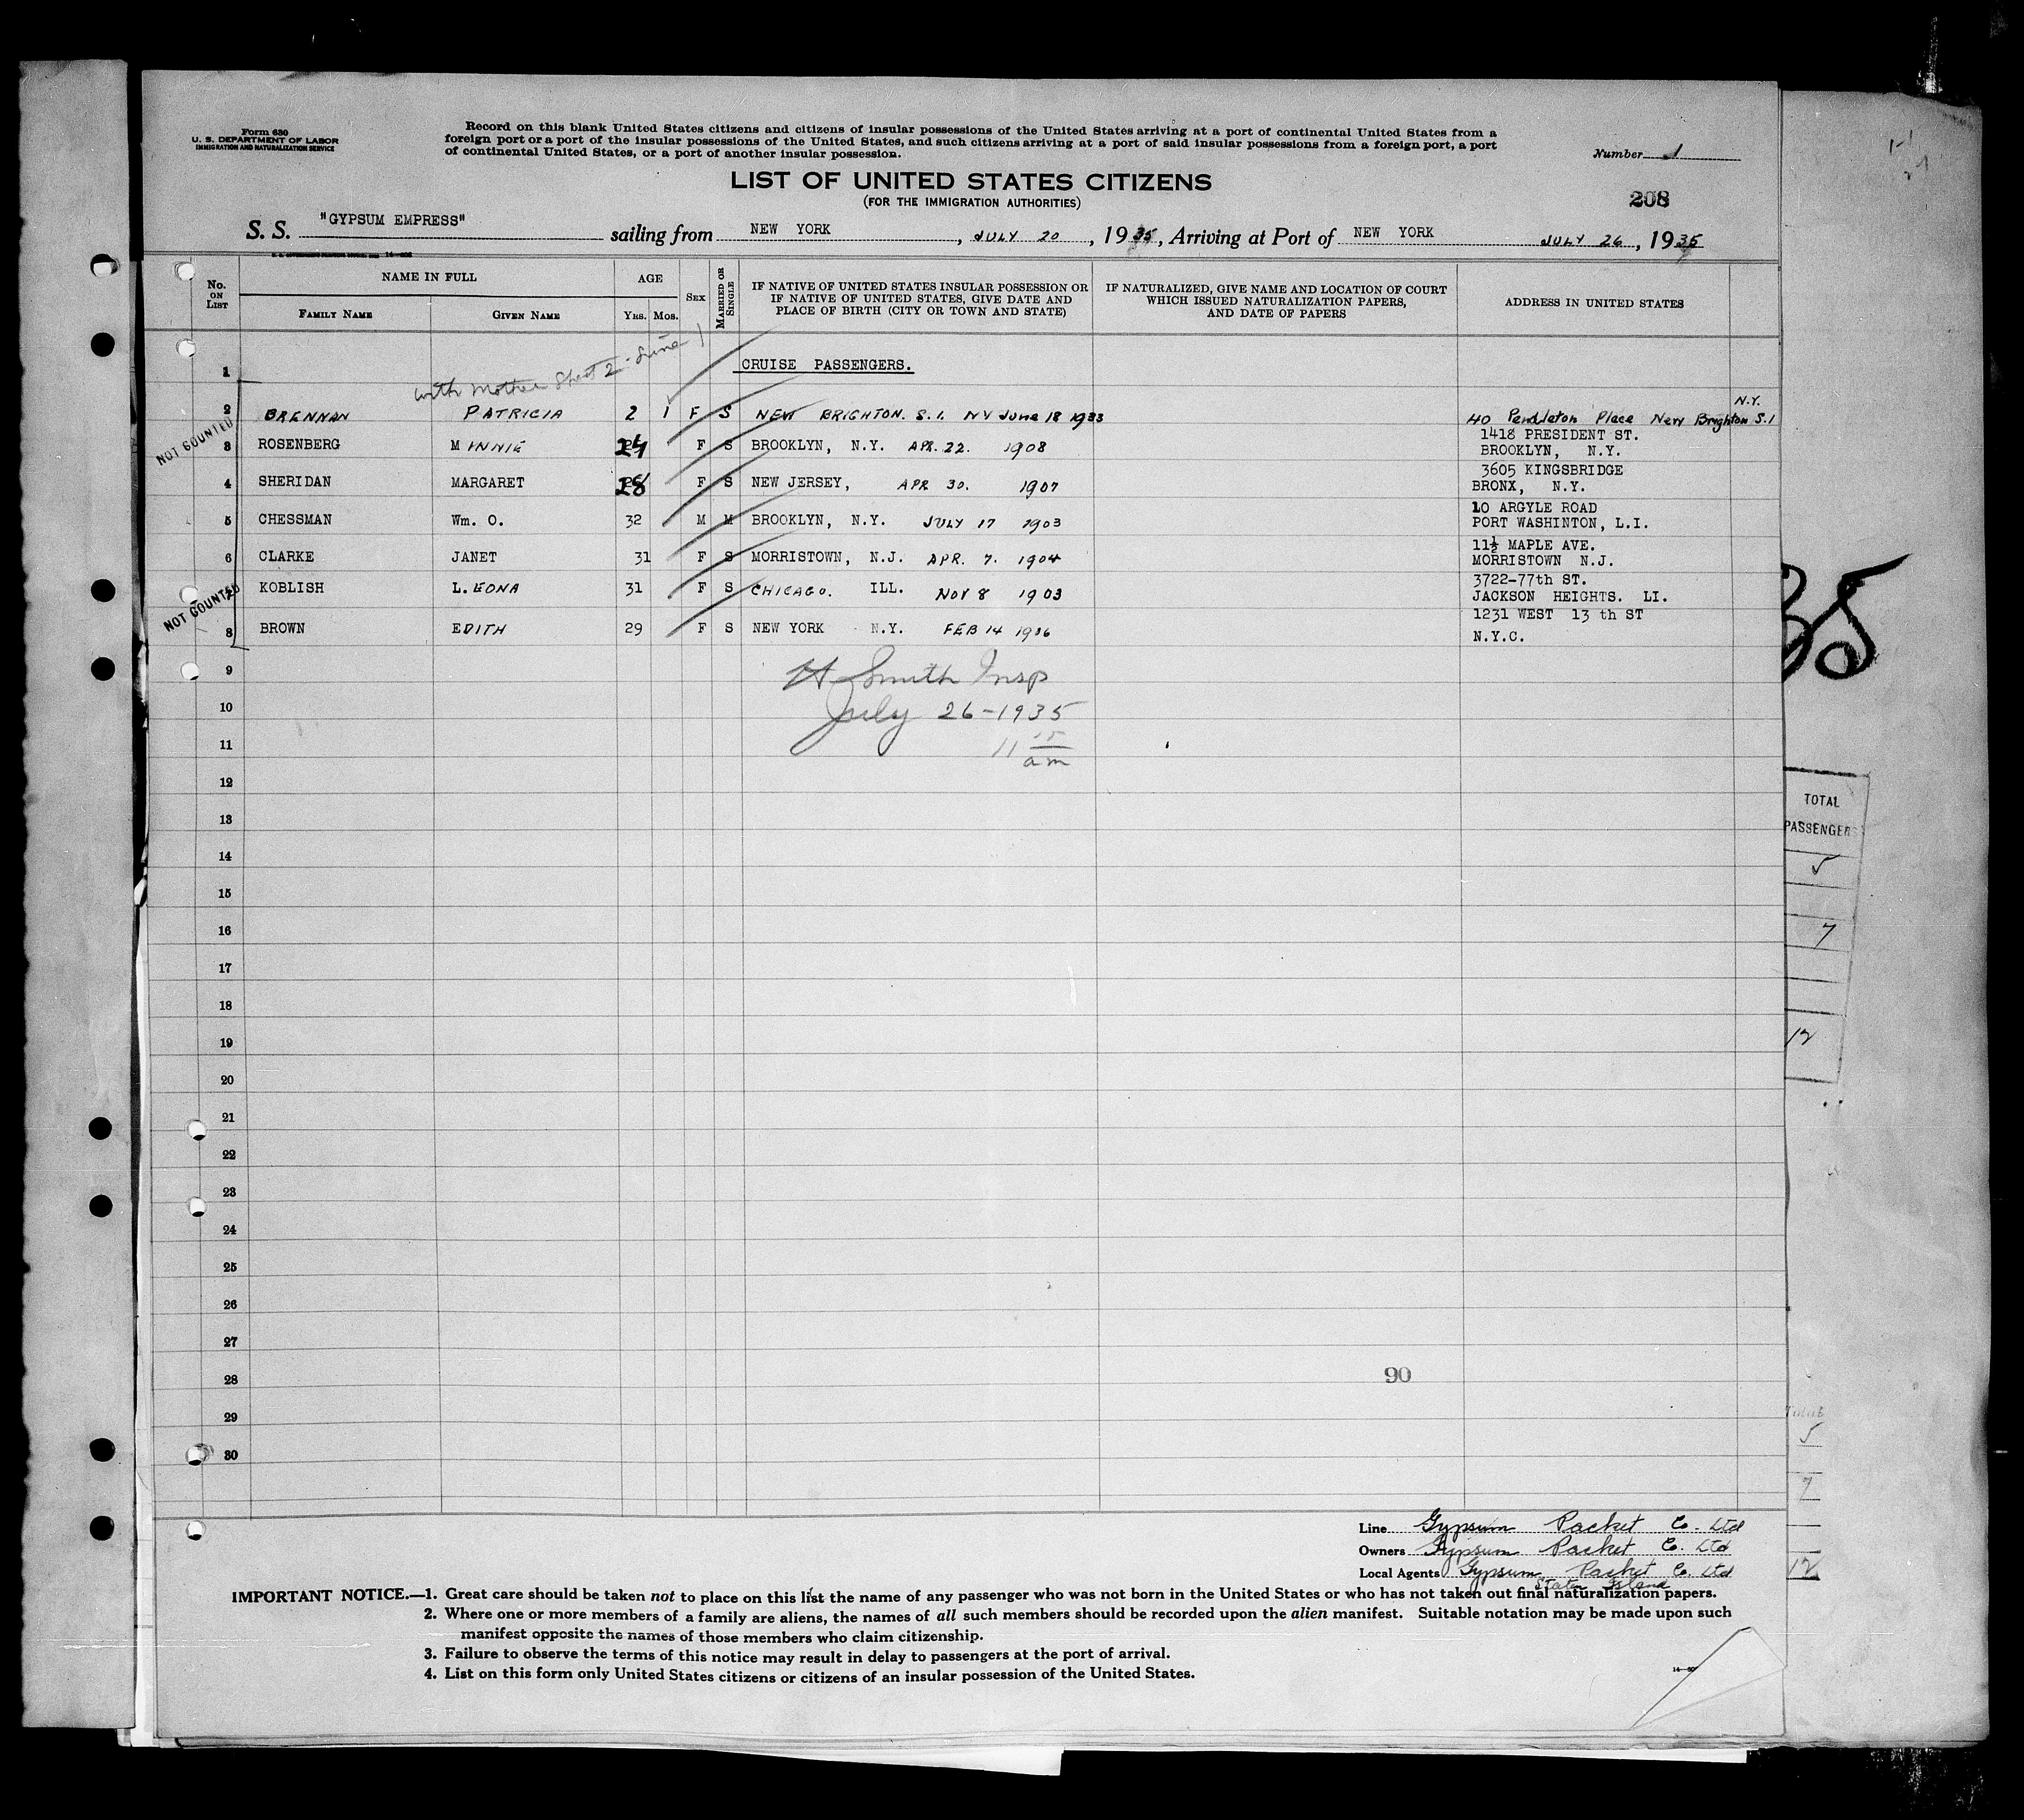 Form 630
U. S. DEPARTMENT OF LABOR
IMMIGRATION AND NATURALIZATION SERVICE
Record on this blank United States citizens and citizens of insular possessions of the United States arriving at a port of continental United States from a
foreign port or a port of the insular possessions of the United States, and such citizens arriving at a port of said insular possessions from a foreign port, a port
of continental United States, or a port of another insular possession.
Number 1
LIST OF UNITED STATES CITIZENS
(FOR THE IMMIGRATION AUTHORITIES)
208
S. S. "GYPSUM EMPRESS" sailing from NEW YORK, JULY 20, 1935, Arriving at Port of NEW YORK JULY 26, 1935
No. ON LIST NAME IN FULL AGE SEX MARRIED OR SINGLE IF NATIVE OF UNITED STATES INSULAR POSSESSION OR IF NATIVE OF UNITED STATES, GIVE DATE AND PLACE OF BIRTH (CITY OR TOWN AND STATE) IF NATURALIZED, GIVE NAME AND LOCATION OF COURT WHICH ISSUED NATURALIZATION PAPERS, AND DATE OF PAPERS ADDRESS IN UNITED STATES
FAMILY NAME GIVEN NAME YRS. MOS.
1 CRUISE PASSENGERS.
with Mother Sheet 2 - Line 1
2 BRENNAN PATRICIA 2 1 F S NEW BRIGHTON. S.I. NY June 18 1933 40 Pendleton Place New Brighton S.I N.Y.
NOT COUNTED
3 ROSENBERG MINNIE F S BROOKLYN, N.Y. APR. 22. 1908 1418 PRESIDENT ST.
BROOKLYN, N.Y.
4 SHERIDAN MARGARET 28 F S NEW JERSEY, APR 30. 1907 3605 KINGSBRIDGE
BRONX, N.Y.
5 CHESSMAN Wm. O. 32 M M BROOKLYN, N.Y. JULY 17 1903 10 ARGYLE ROAD
PORT WASHINTON, L.I.
6 CLARKE JANET 31 F S MORRISTOWN, N.J. APR. 7. 1904 11½ MAPLE AVE.
MORRISTOWN N.J.
7 KOBLISH L. EONA 31 F S CHICAGO. ILL. NOV 8 1903 3722-77th ST.
JACKSON HEIGHTS. LI.
NOT COUNTED
8 BROWN EDITH 29 F S NEW YORK N.Y. FEB 14 1906 1231 WEST 13 th ST
N.Y.C.
9
H Smith Insp
10
July 26-1935
11
11 15
am
12
13
14
15
16
17
18
19
20
21
22
23
24
25
26
27
28
90
29
30
TOTAL
PASSENGERS
5
7
12
Total
5
7
12
Line Gypsum Packet Co. Ltd
Owners Gypsum Packet Co. Ltd
Local Agents Gypsum Packet Co. Ltd
Staten Island
IMPORTANT NOTICE.—1. Great care should be taken not to place on this list the name of any passenger who was not born in the United States or who has not taken out final naturalization papers.
2. Where one or more members of a family are aliens, the names of all such members should be recorded upon the alien manifest. Suitable notation may be made upon such
manifest opposite the names of those members who claim citizenship.
3. Failure to observe the terms of this notice may result in delay to passengers at the port of arrival.
4. List on this form only United States citizens or citizens of an insular possession of the United States.